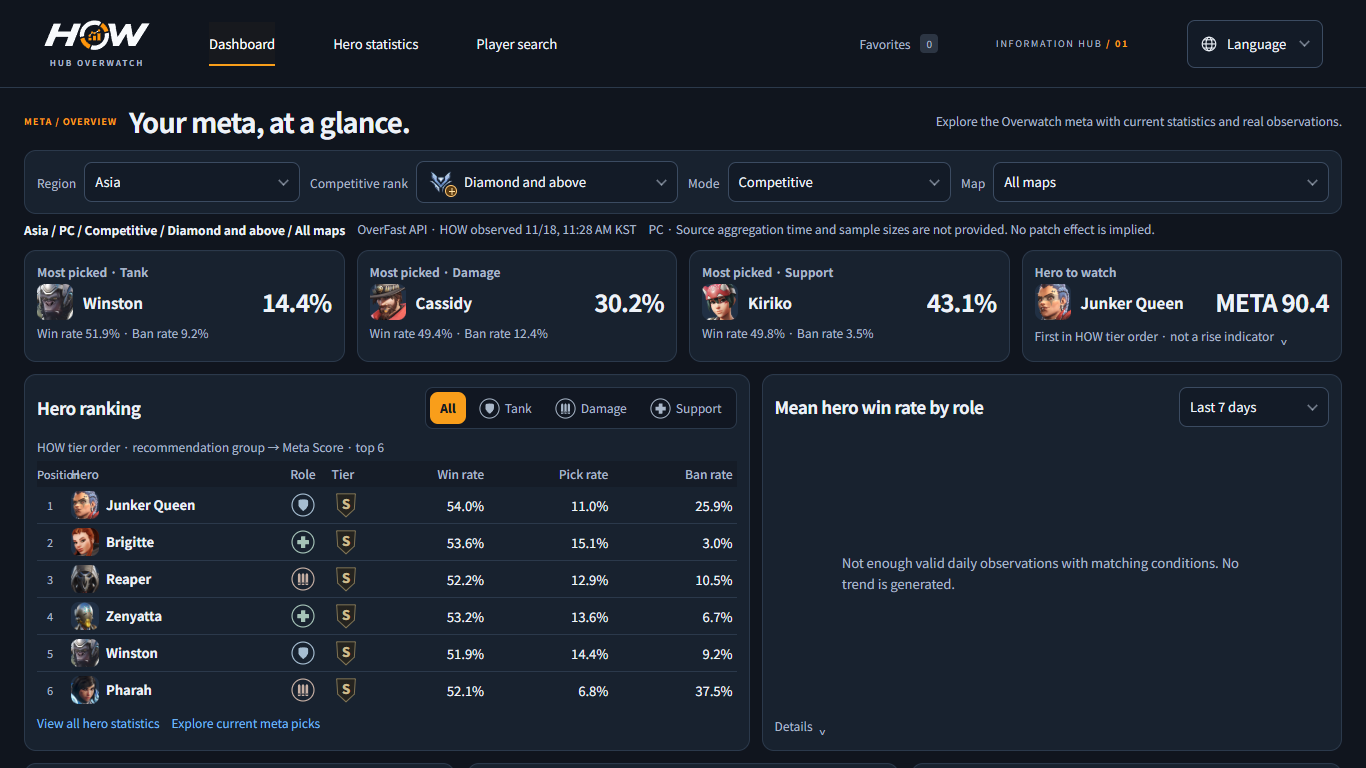 HOW
HUB OVERWATCH
Dashboard
Hero statistics
Player search
Favorites 0
INFORMATION HUB / 01
Language
META / OVERVIEW
Your meta, at a glance.
Explore the Overwatch meta with current statistics and real observations.
Region Asia
Competitive rank Diamond and above
Mode Competitive
Map All maps
Asia / PC / Competitive / Diamond and above / All maps OverFast API · HOW observed 11/18, 11:28 AM KST PC · Source aggregation time and sample sizes are not provided. No patch effect is implied.
Most picked · Tank
Winston 14.4%
Win rate 51.9% · Ban rate 9.2%
Most picked · Damage
Cassidy 30.2%
Win rate 49.4% · Ban rate 12.4%
Most picked · Support
Kiriko 43.1%
Win rate 49.8% · Ban rate 3.5%
Hero to watch
Junker Queen META 90.4
First in HOW tier order · not a rise indicator v
Hero ranking
All Tank Damage Support
HOW tier order · recommendation group → Meta Score · top 6
Position Hero Role Tier Win rate Pick rate Ban rate
1 Junker Queen S 54.0% 11.0% 25.9%
2 Brigitte S 53.6% 15.1% 3.0%
3 Reaper S 52.2% 12.9% 10.5%
4 Zenyatta S 53.2% 13.6% 6.7%
5 Winston S 51.9% 14.4% 9.2%
6 Pharah S 52.1% 6.8% 37.5%
View all hero statistics Explore current meta picks
Mean hero win rate by role
Last 7 days
Not enough valid daily observations with matching conditions. No
trend is generated.
Details v